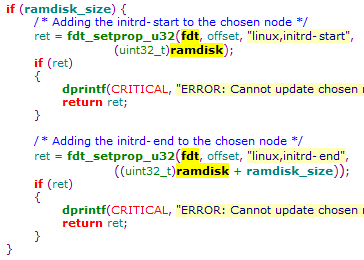 if (ramdisk_size) {
/* Adding the initrd-start to the chosen node */
ret = fdt_setprop_u32(fdt, offset, "linux,initrd-start",
(uint32_t)ramdisk);
if (ret)
{
dprintf(CRITICAL, "ERROR: Cannot update chosen
return ret;
}
/* Adding the initrd-end to the chosen node */
ret = fdt_setprop_u32(fdt, offset, "linux,initrd-end",
((uint32_t)ramdisk + ramdisk_size));
if (ret)
{
dprintf(CRITICAL, "ERROR: Cannot update chosen
return ret;
}
}